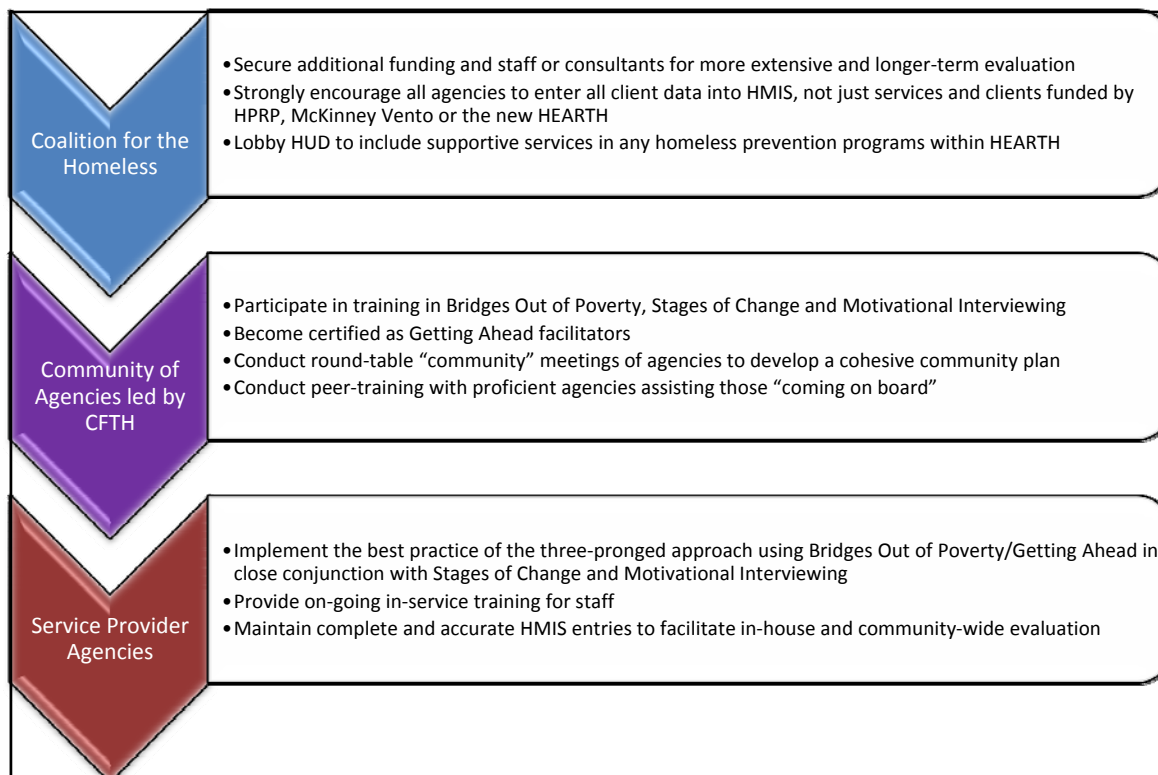 Coalition for the
Homeless
•Secure additional funding and staff or consultants for more extensive and longer-term evaluation
•Strongly encourage all agencies to enter all client data into HMIS, not just services and clients funded by
HPRP, McKinney Vento or the new HEARTH
•Lobby HUD to include supportive services in any homeless prevention programs within HEARTH
Community of
Agencies led by
CFTH
•Participate in training in Bridges Out of Poverty, Stages of Change and Motivational Interviewing
•Become certified as Getting Ahead facilitators
•Conduct round-table “community” meetings of agencies to develop a cohesive community plan
•Conduct peer-training with proficient agencies assisting those “coming on board”
Service Provider
Agencies
•Implement the best practice of the three-pronged approach using Bridges Out of Poverty/Getting Ahead in
close conjunction with Stages of Change and Motivational Interviewing
•Provide on-going in-service training for staff
•Maintain complete and accurate HMIS entries to facilitate in-house and community-wide evaluation